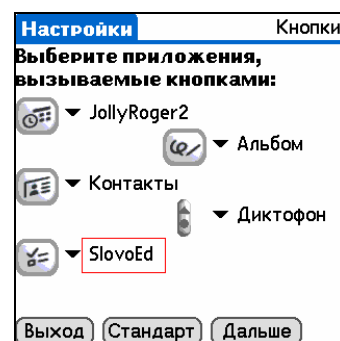 Настройки Кнопки
Выберите приложения,
вызываемые кнопками:
JollyRoger2
Альбом
Контакты
Диктофон
SlovoEd
Выход Стандарт Дальше